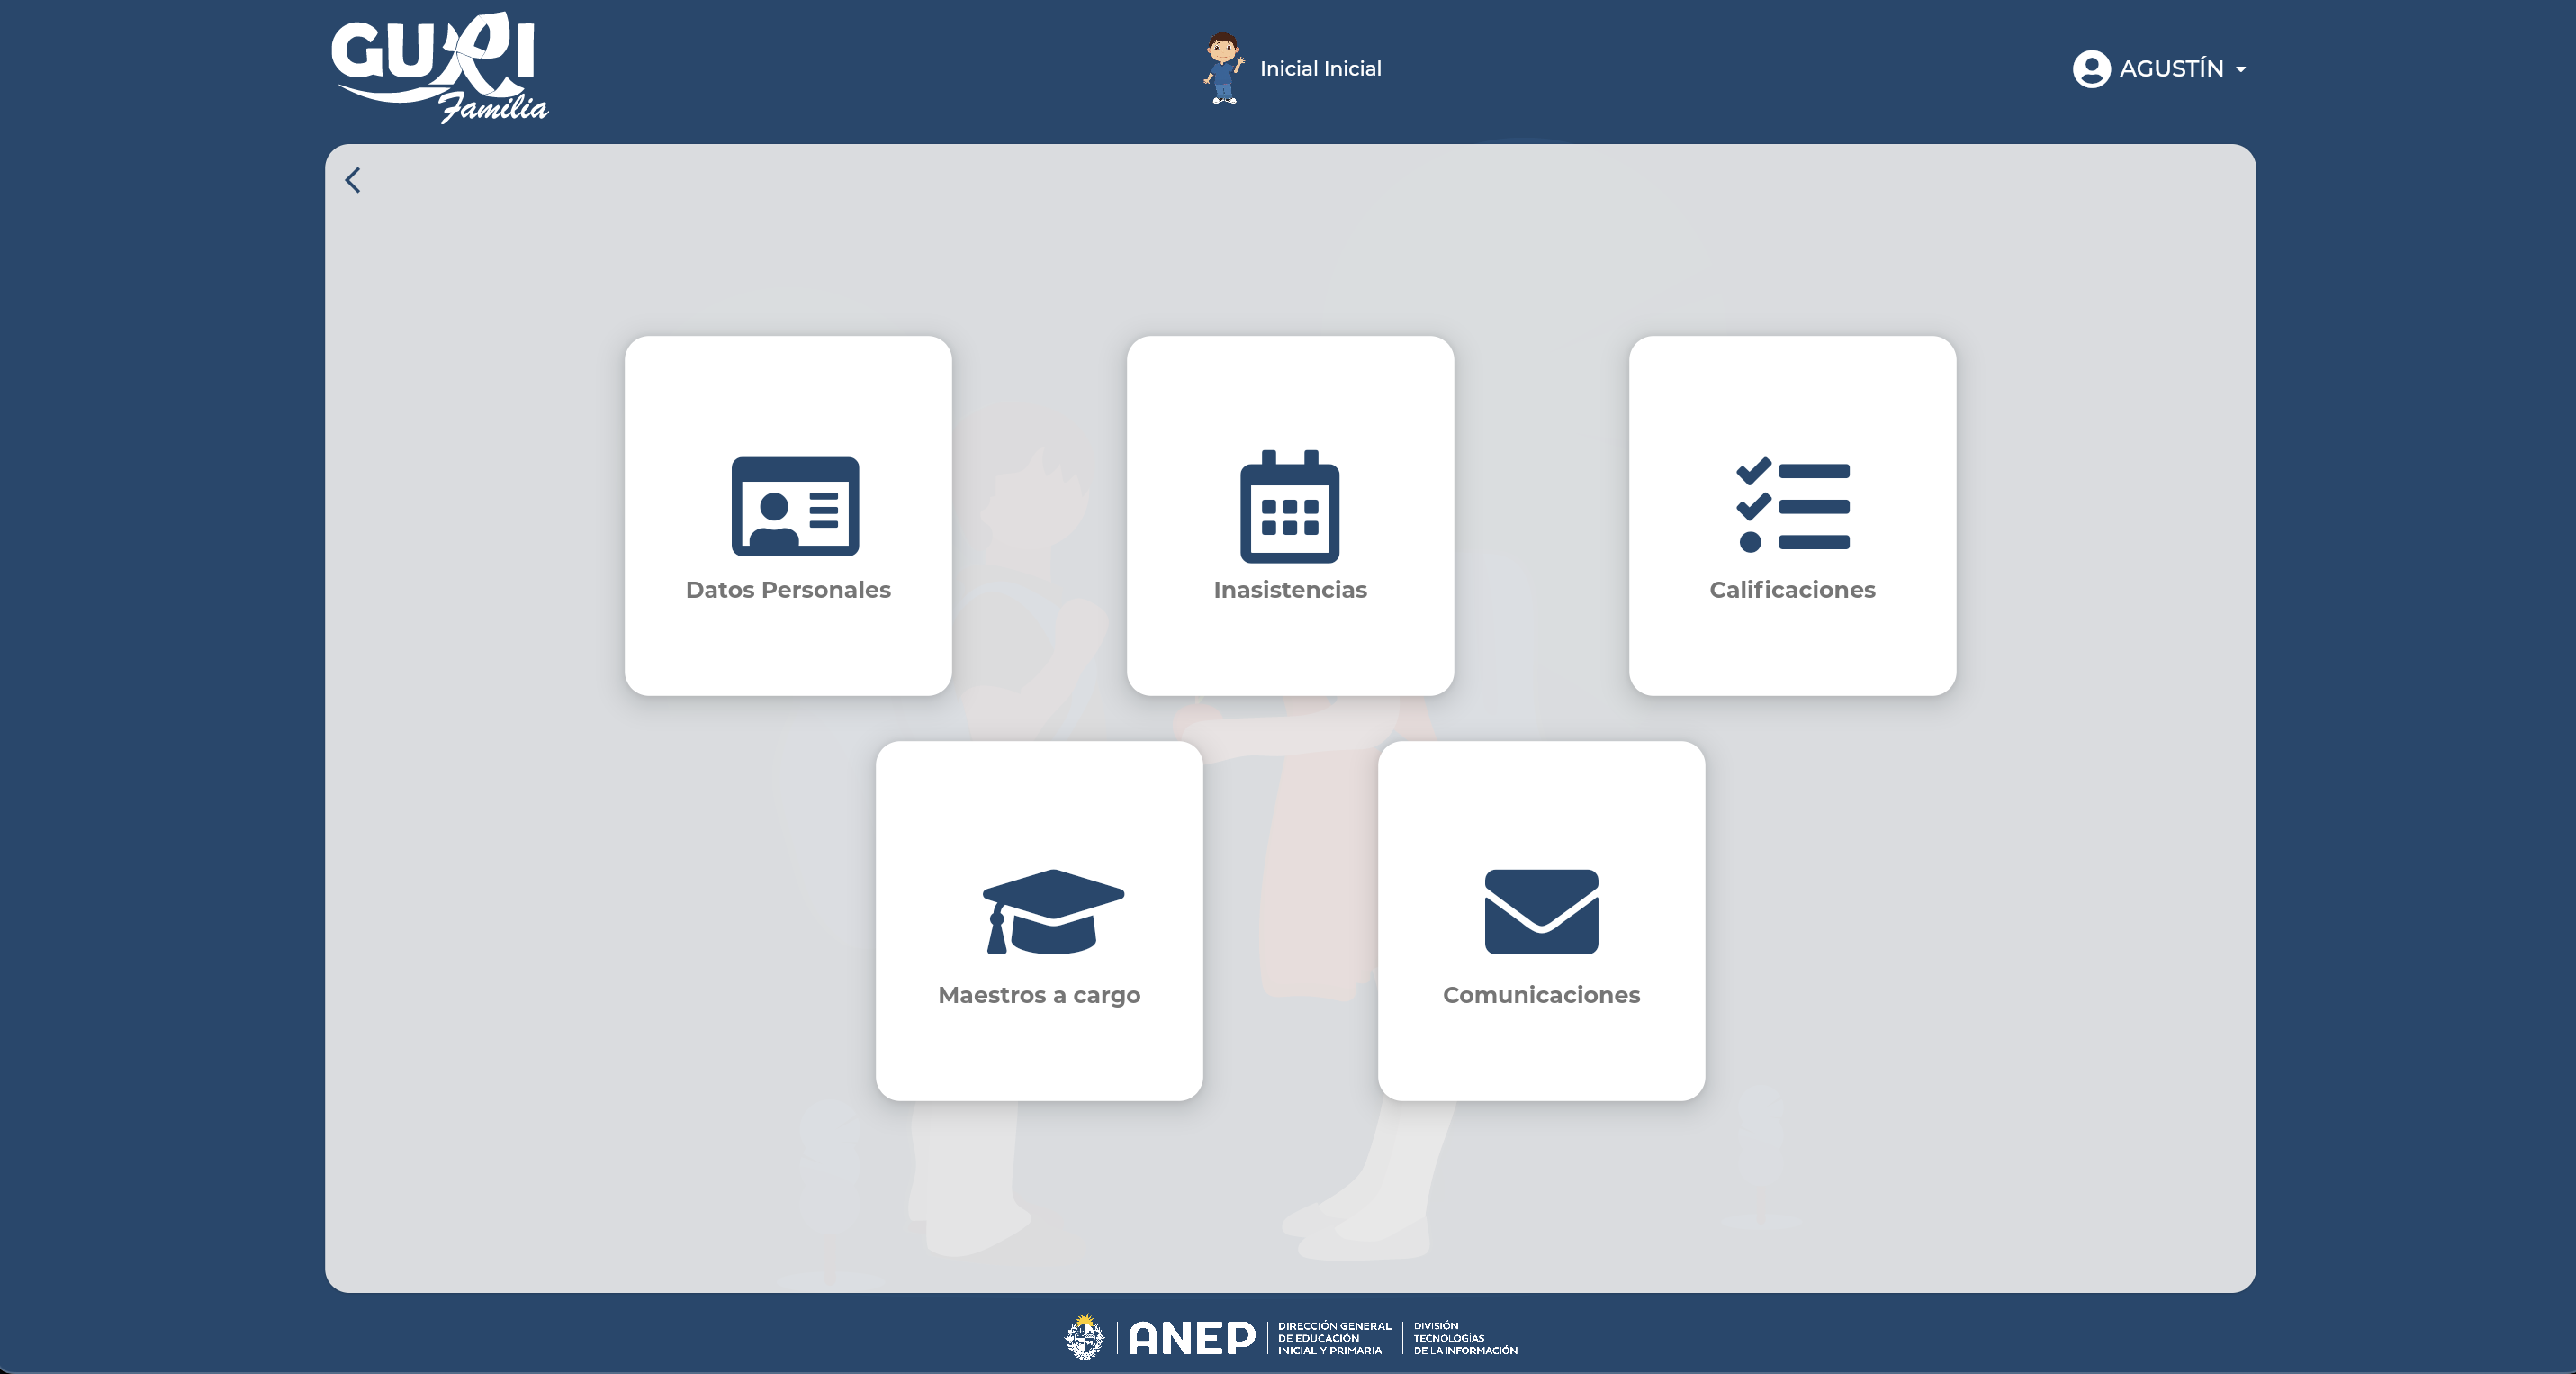 GURI
Familia
Inicial Inicial
AGUSTÍN
Datos Personales
Inasistencias
Calificaciones
Maestros a cargo
Comunicaciones
ANEP
DIRECCIÓN GENERAL
DE EDUCACIÓN
INICIAL Y PRIMARIA
DIVISIÓN
TECNOLOGÍAS
DE LA INFORMACIÓN